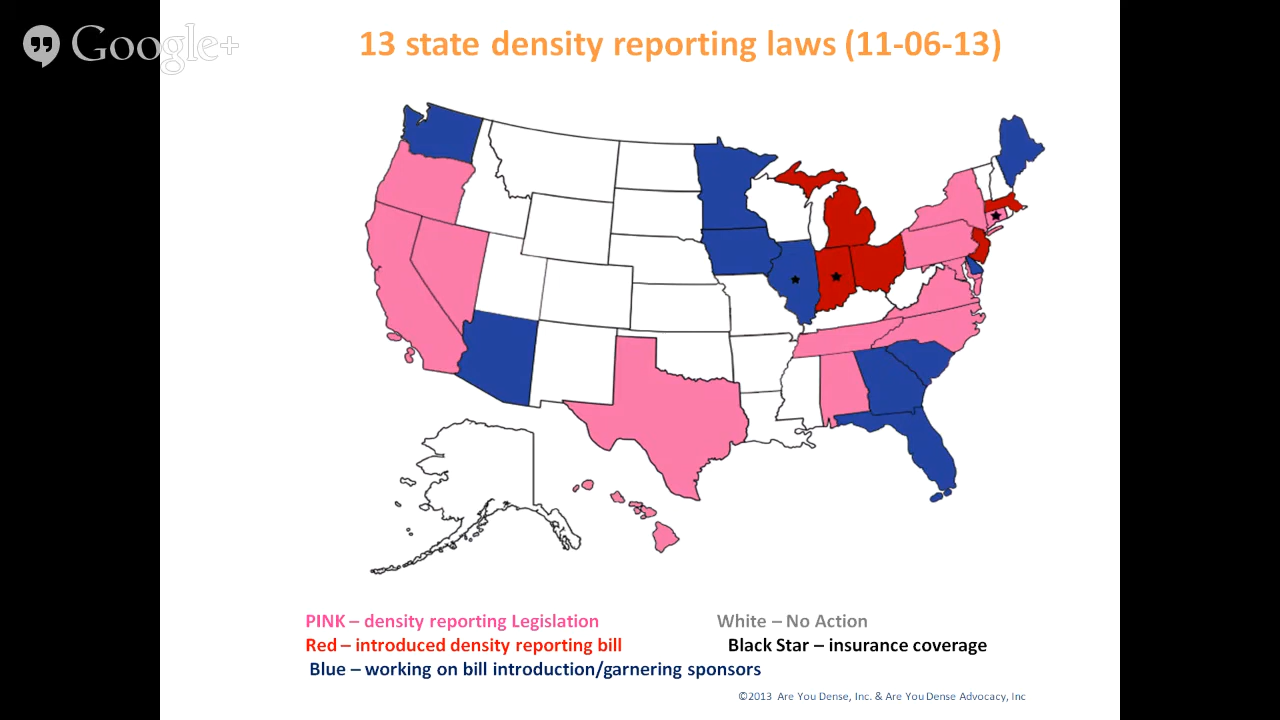 Google+
13 state density reporting laws (11-06-13)
PINK – density reporting Legislation
White – No Action
Red – introduced density reporting bill
Black Star – insurance coverage
Blue – working on bill introduction/garnering sponsors
©2013 Are You Dense, Inc. & Are You Dense Advocacy, Inc